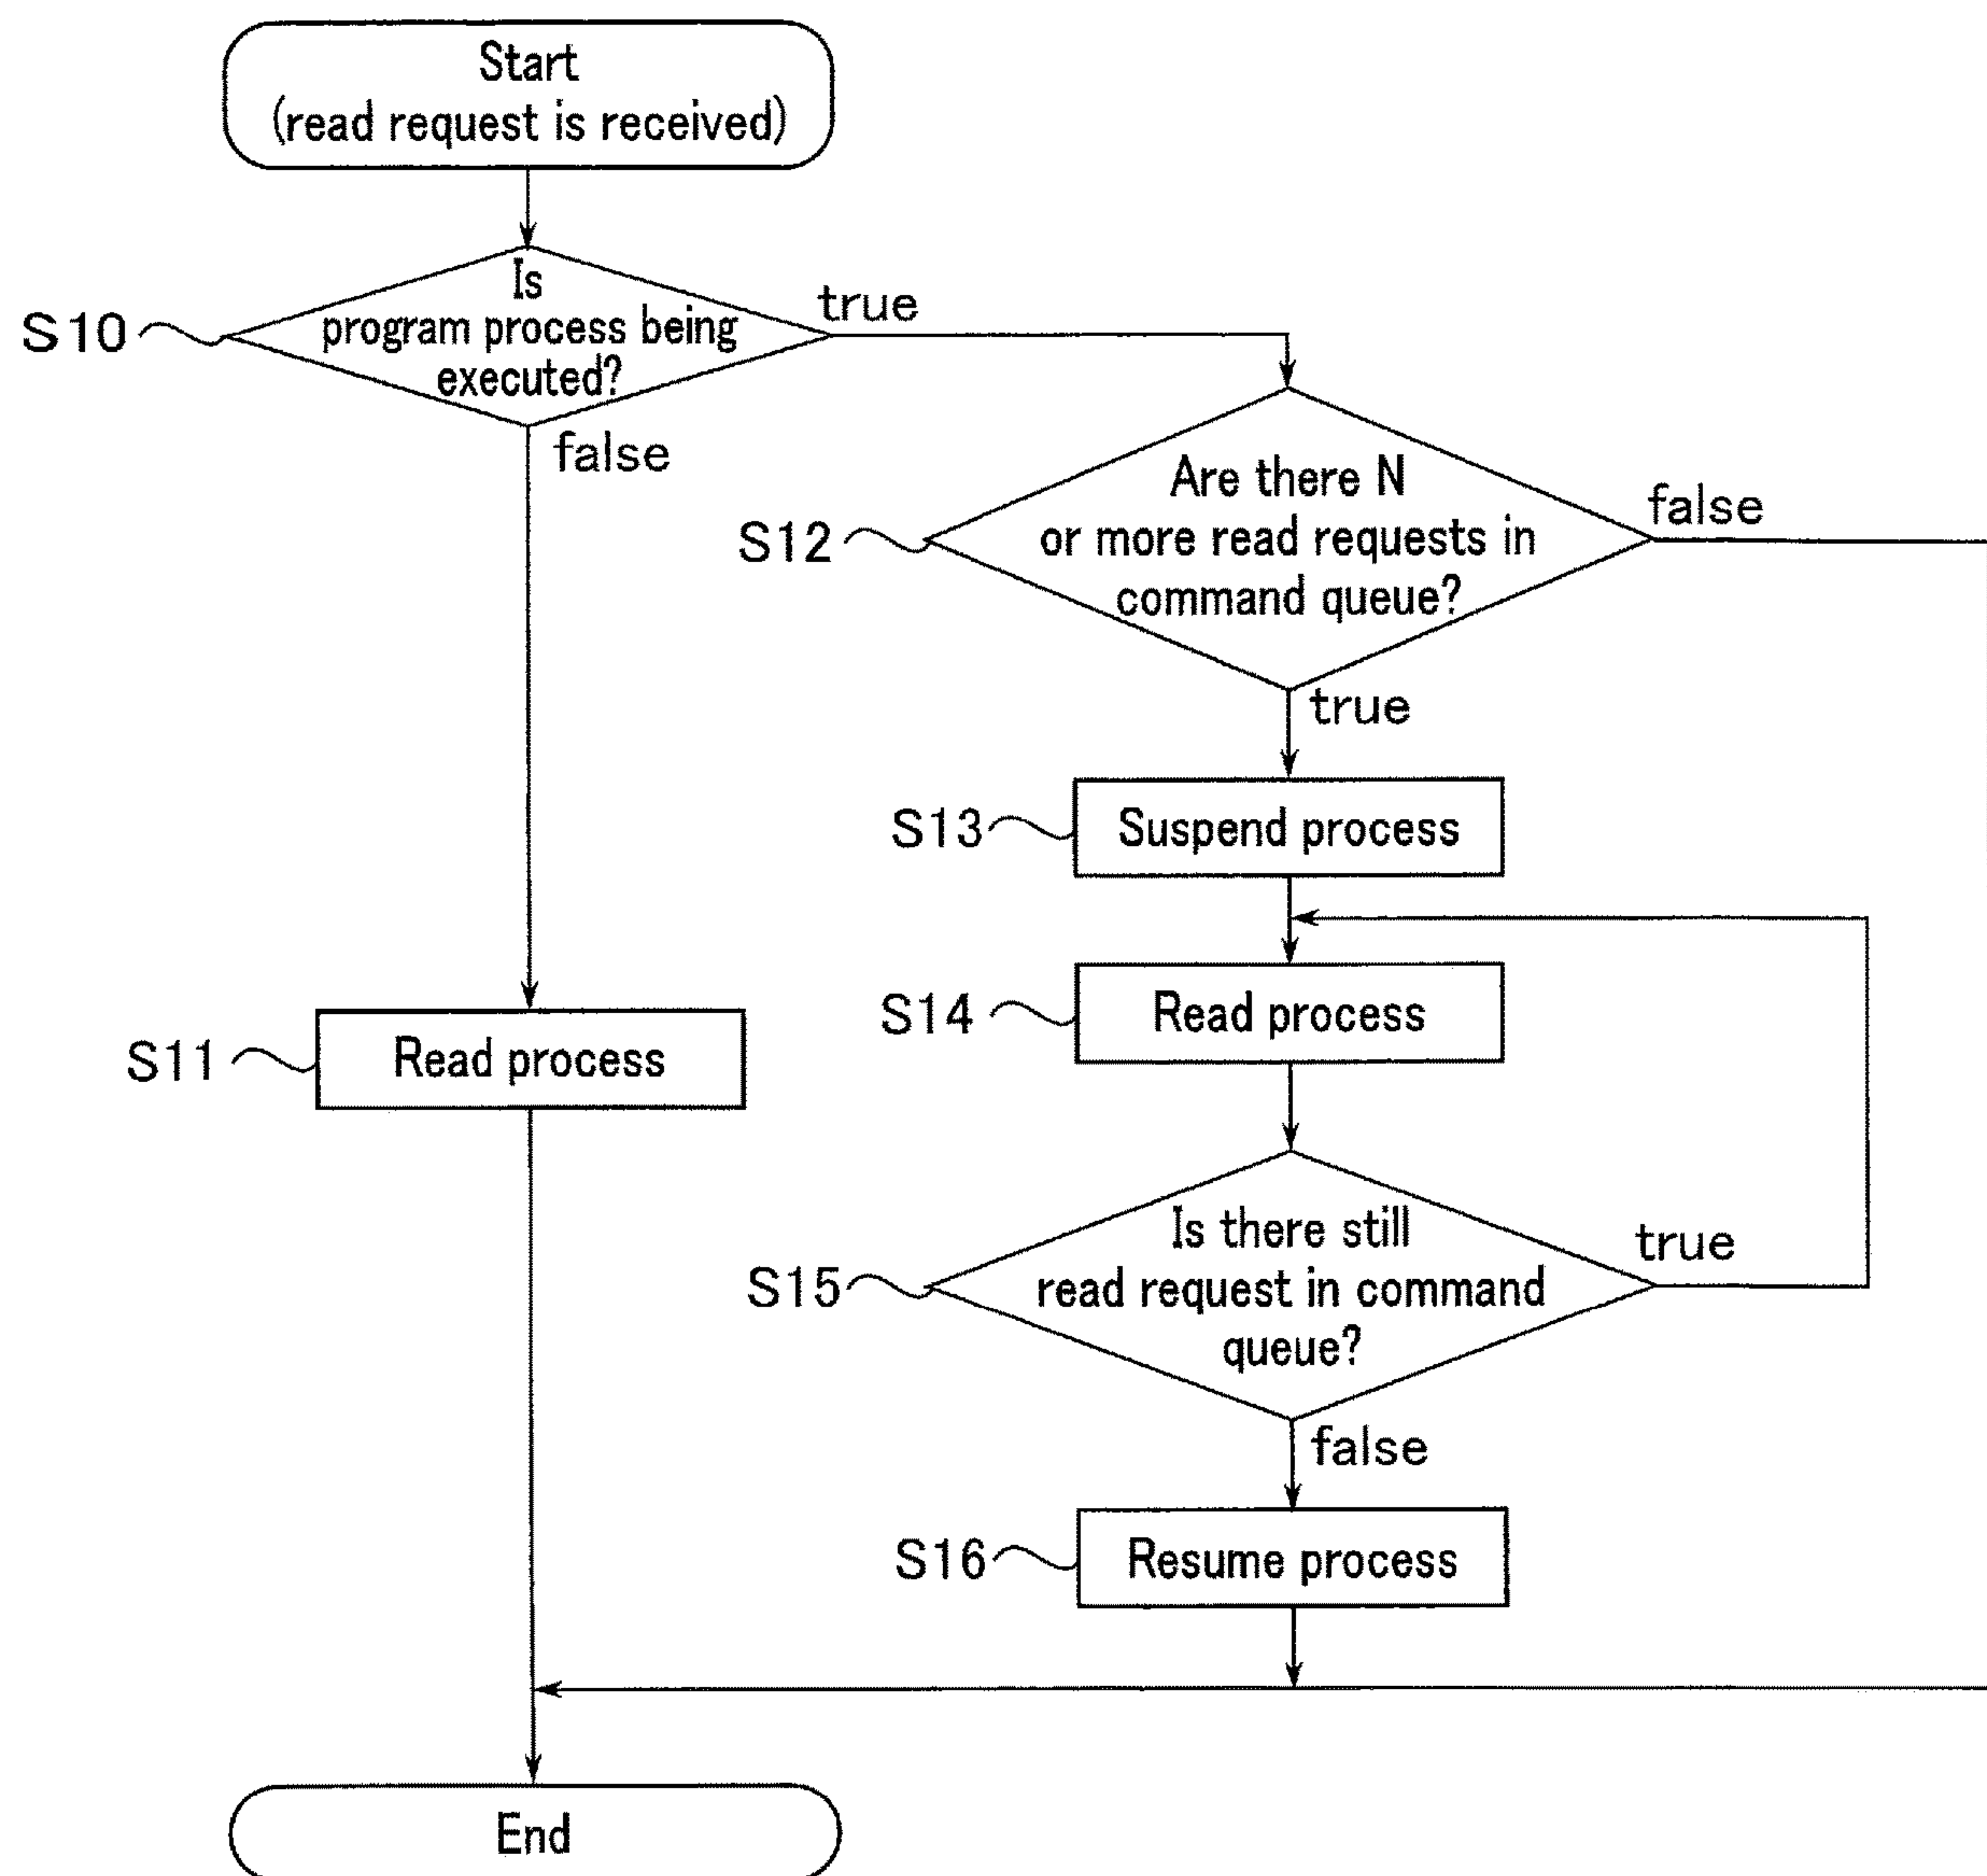 Start
(read request is received)
S10
Is
program process being
executed?
true
false
S12
Are there N
or more read requests in
command queue?
false
true
S13
Suspend process
S14
Read process
S11
Read process
S15
Is there still
read request in command
queue?
true
false
S16
Resume process
End